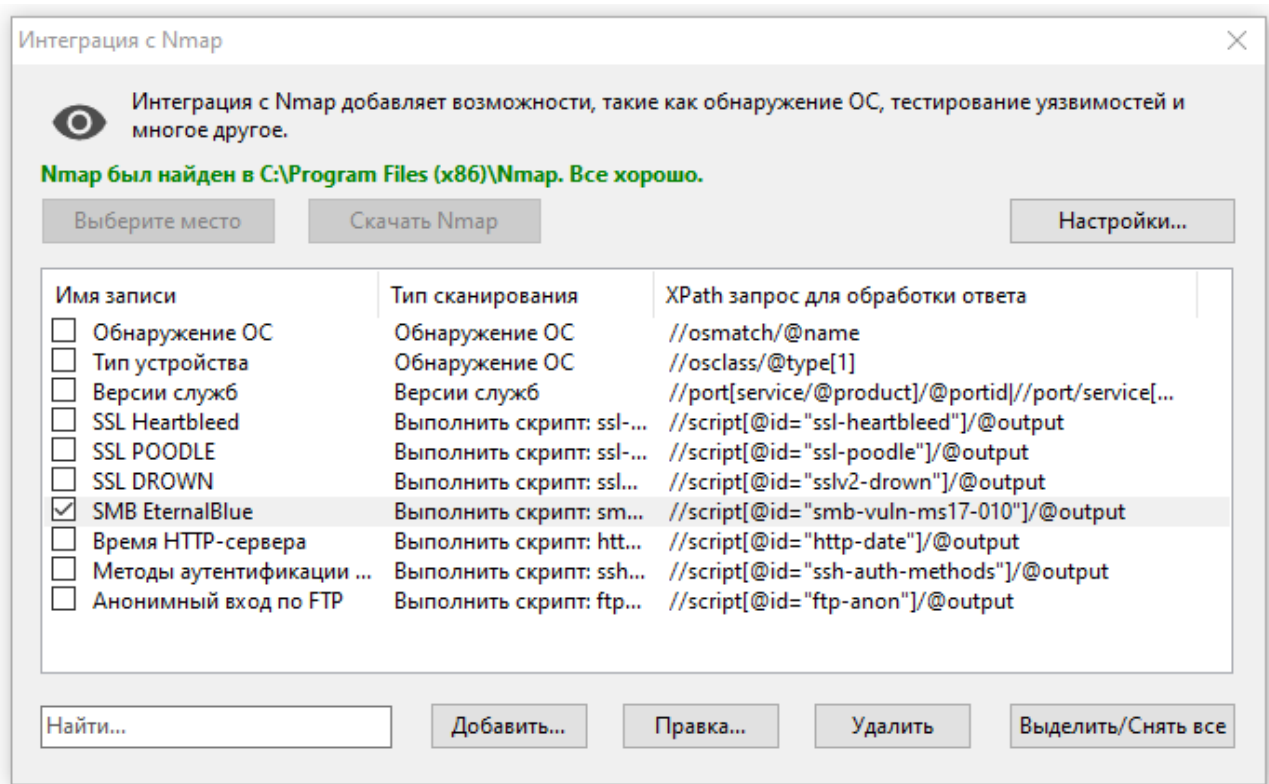 Интеграция с Nmap
Интеграция с Nmap добавляет возможности, такие как обнаружение ОС, тестирование уязвимостей и
многое другое.
Nmap был найден в C:\Program Files (x86)\Nmap. Все хорошо.
Выберите место Скачать Nmap Настройки...
Имя записи Тип сканирования XPath запрос для обработки ответа
Обнаружение ОС Обнаружение ОС //osmatch/@name
Тип устройства Обнаружение ОС //osclass/@type[1]
Версии служб Версии служб //port[service/@product]/@portid|//port/service[...
SSL Heartbleed Выполнить скрипт: ssl-... //script[@id="ssl-heartbleed"]/@output
SSL POODLE Выполнить скрипт: ssl-... //script[@id="ssl-poodle"]/@output
SSL DROWN Выполнить скрипт: ssl... //script[@id="sslv2-drown"]/@output
SMB EternalBlue Выполнить скрипт: sm... //script[@id="smb-vuln-ms17-010"]/@output
Время HTTP-сервера Выполнить скрипт: htt... //script[@id="http-date"]/@output
Методы аутентификации ... Выполнить скрипт: ssh... //script[@id="ssh-auth-methods"]/@output
Анонимный вход по FTP Выполнить скрипт: ftp... //script[@id="ftp-anon"]/@output
Найти... Добавить... Правка... Удалить Выделить/Снять все